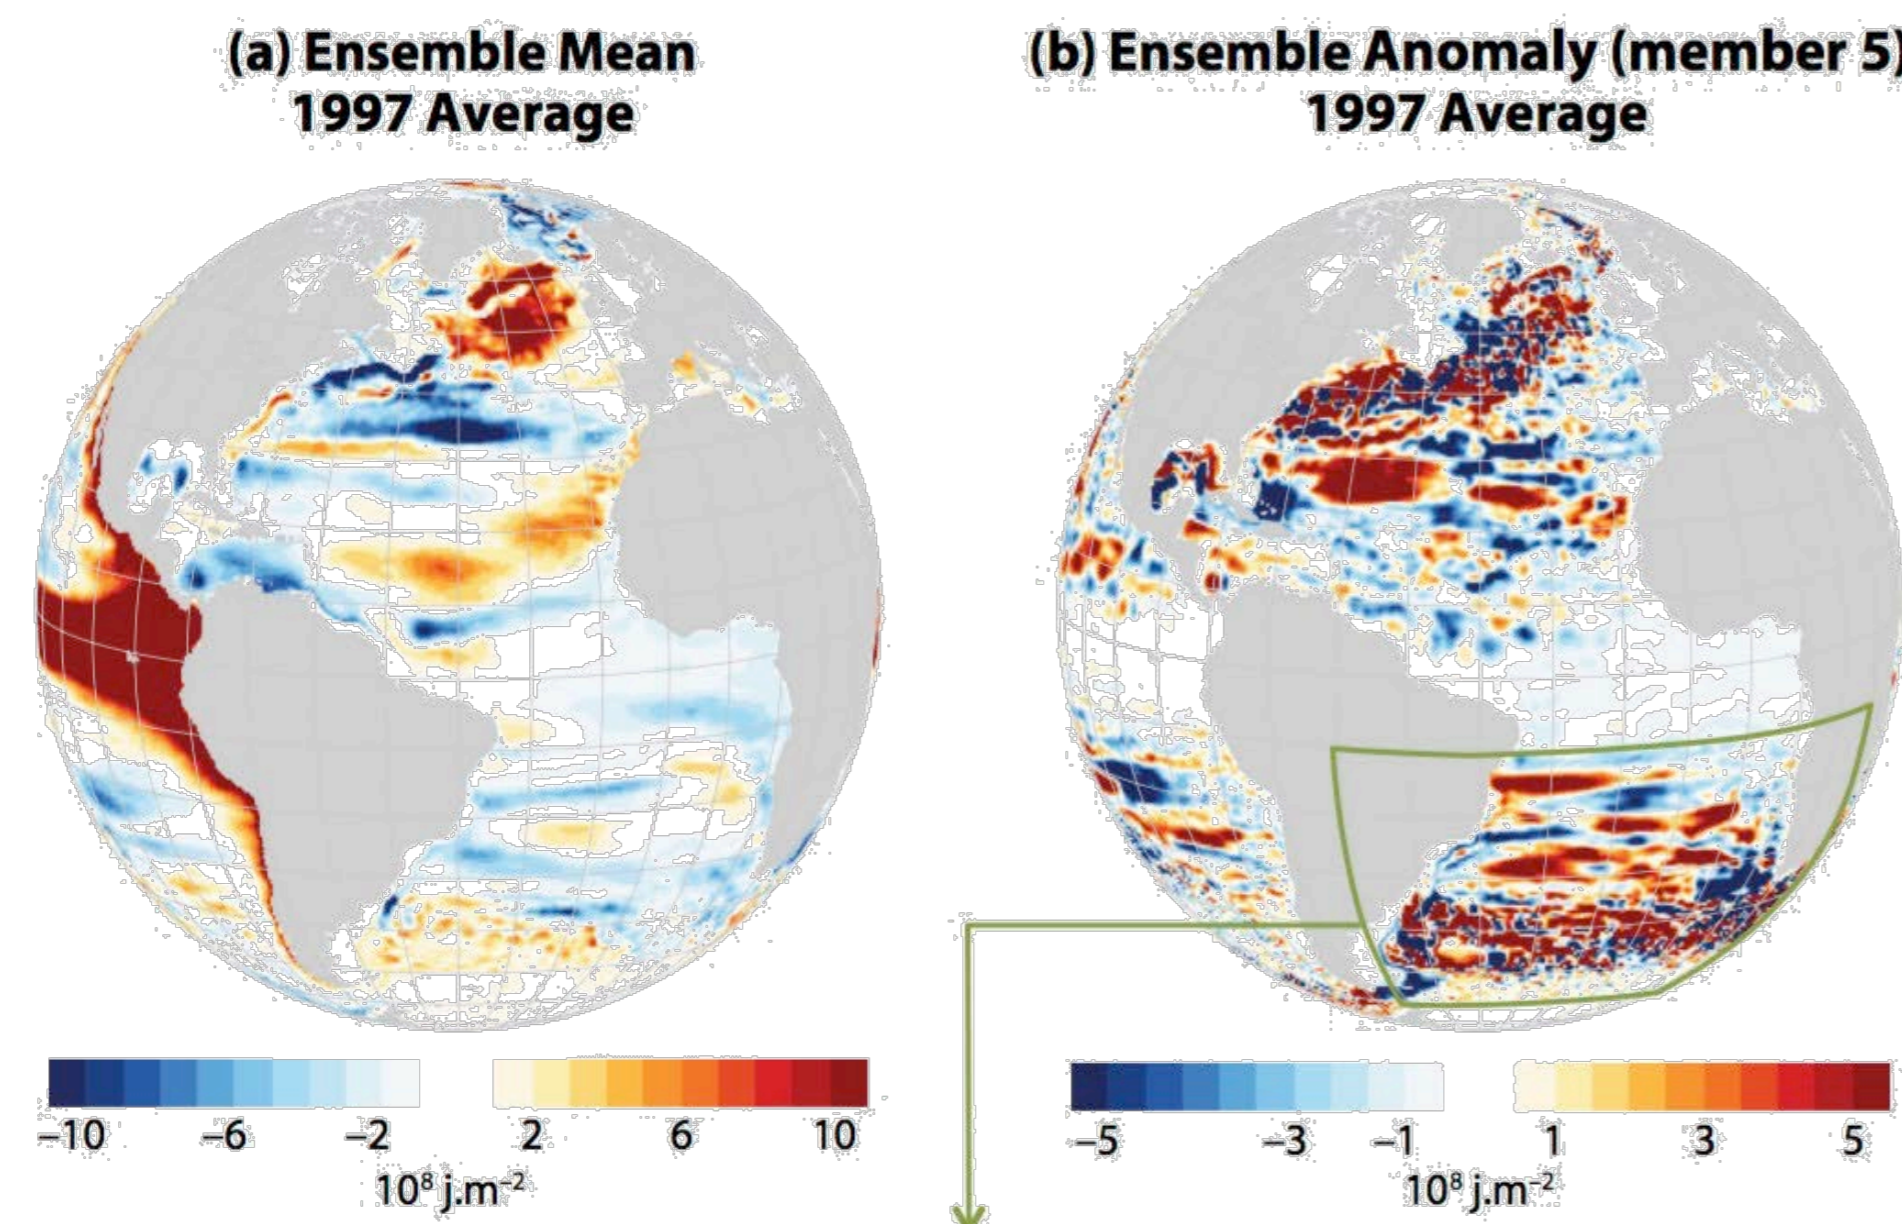 (a) Ensemble Mean
1997 Average
(b) Ensemble Anomaly (member 5)
1997 Average
–10 –6 –2 2 6 10
10⁸ j.m⁻²
–5 –3 –1 1 3 5
10⁸ j.m⁻²